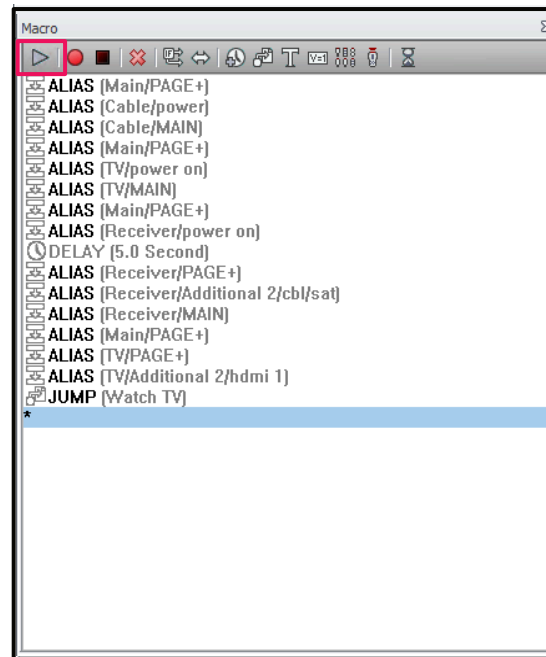 Macro
T V=1
ALIAS (Main/PAGE+)
ALIAS (Cable/power)
ALIAS (Cable/MAIN)
ALIAS (Main/PAGE+)
ALIAS (TV/power on)
ALIAS (TV/MAIN)
ALIAS (Main/PAGE+)
ALIAS (Receiver/power on)
DELAY (5.0 Second)
ALIAS (Receiver/PAGE+)
ALIAS (Receiver/Additional 2/cbl/sat)
ALIAS (Receiver/MAIN)
ALIAS (Main/PAGE+)
ALIAS (TV/PAGE+)
ALIAS (TV/Additional 2/hdmi 1)
JUMP (Watch TV)
*